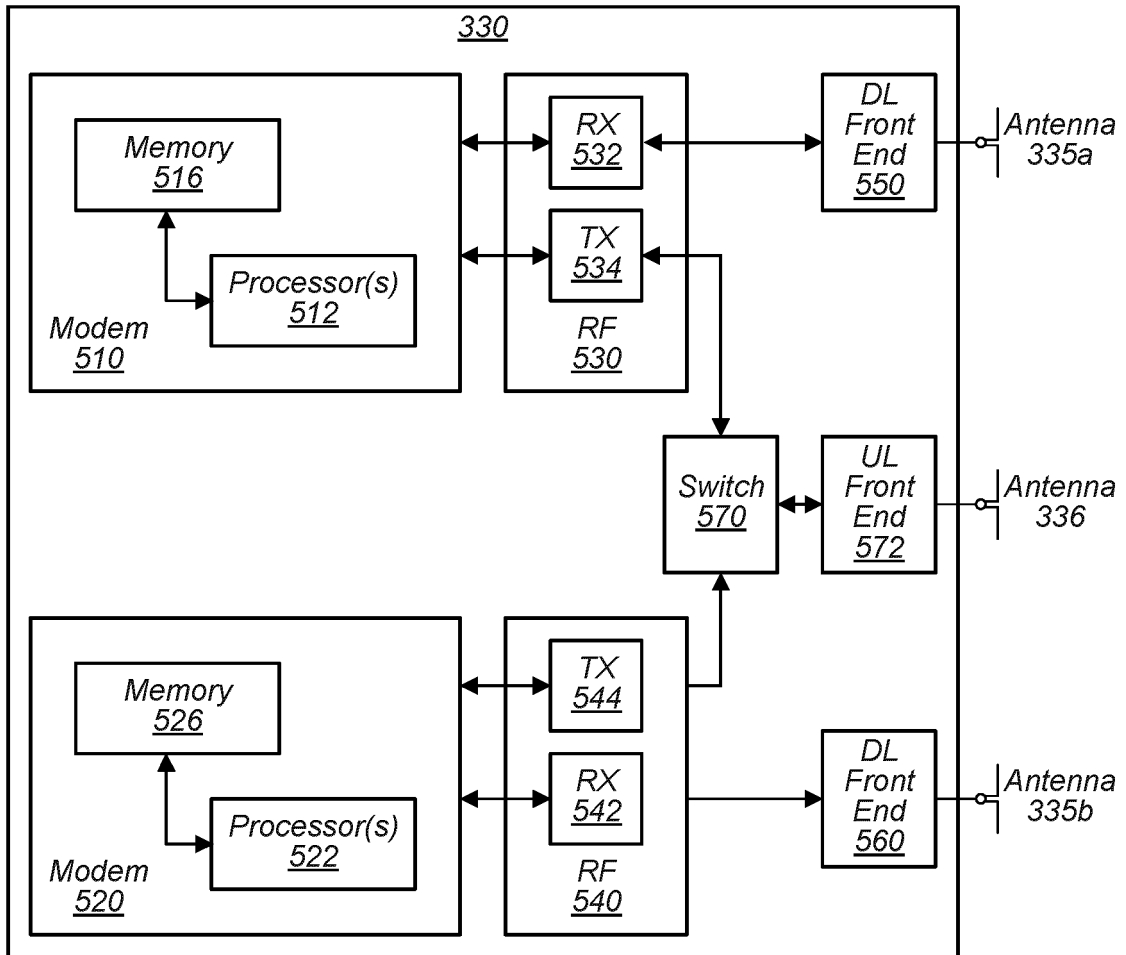 330
Memory
516
Processor(s)
512
Modem
510
RX
532
TX
534
RF
530
DL
Front
End
550
Antenna
335a
Switch
570
UL
Front
End
572
Antenna
336
Memory
526
Processor(s)
522
Modem
520
TX
544
RX
542
RF
540
DL
Front
End
560
Antenna
335b